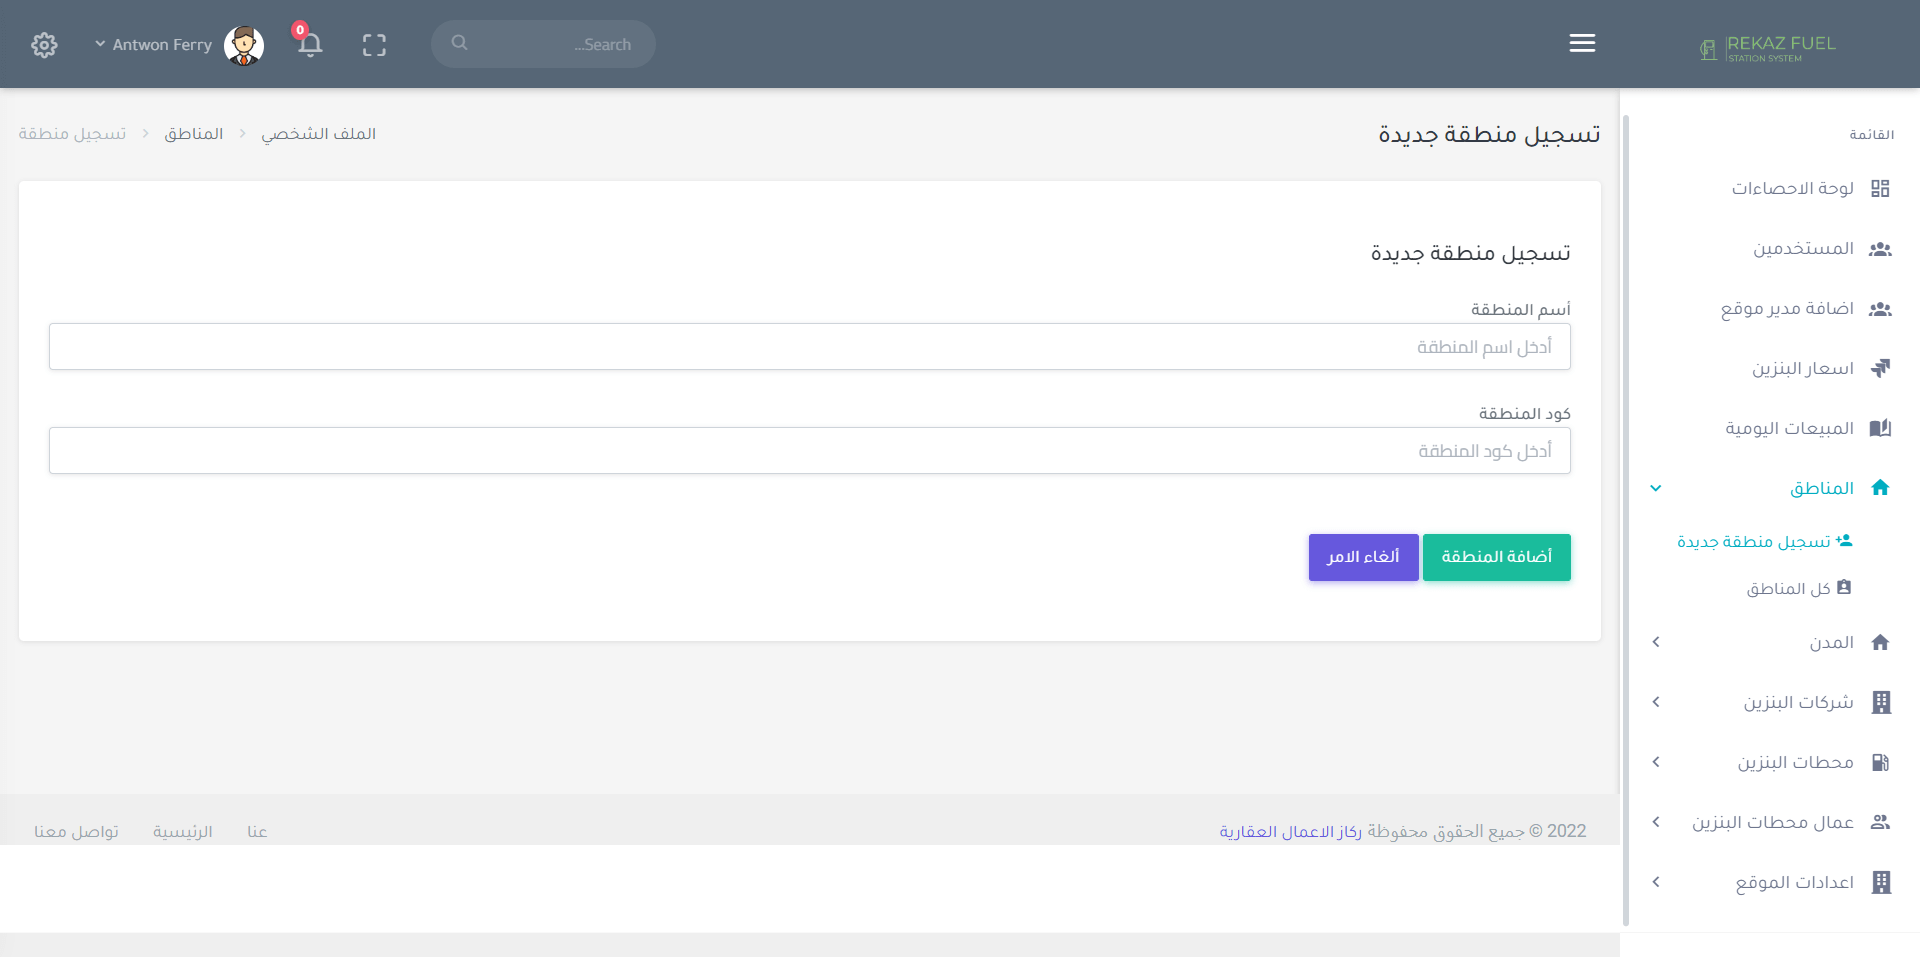 REKAZ FUEL
STATION SYSTEM
Search...
0
Antwon Ferry
القائمة
لوحة الاحصاءات
المستخدمين
اضافة مدير موقع
اسعار البنزين
المبيعات اليومية
المناطق
تسجيل منطقة جديدة
كل المناطق
المدن
شركات البنزين
محطات البنزين
عمال محطات البنزين
اعدادات الموقع
تسجيل منطقة جديدة
الملف الشخصي > المناطق > تسجيل منطقة
تسجيل منطقة جديدة
أسم المنطقة
أدخل اسم المنطقة
كود المنطقة
أدخل كود المنطقة
أضافة المنطقة
ألغاء الامر
2022 © جميع الحقوق محفوظة ركاز الاعمال العقارية
عنا الرئيسية تواصل معنا